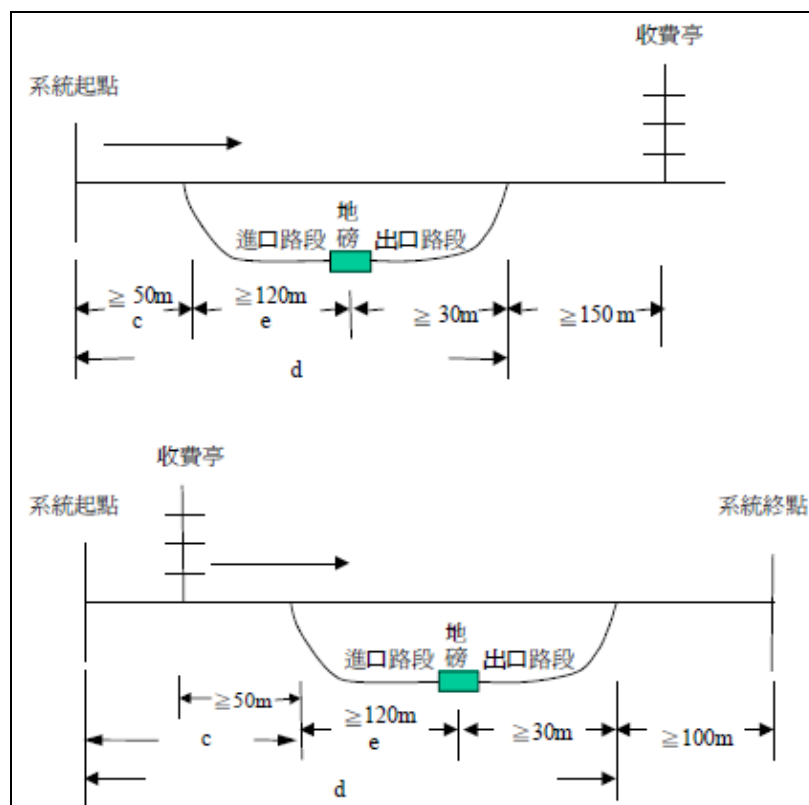 收費亭
系統起點
地
磅
進口路段
出口路段
≧ 50m
≧120m
≧ 30m
≧150 m
c
e
d
收費亭
系統起點
系統終點
地
磅
進口路段
出口路段
≧50m
≧120m
≧30m
≧100m
c
e
d